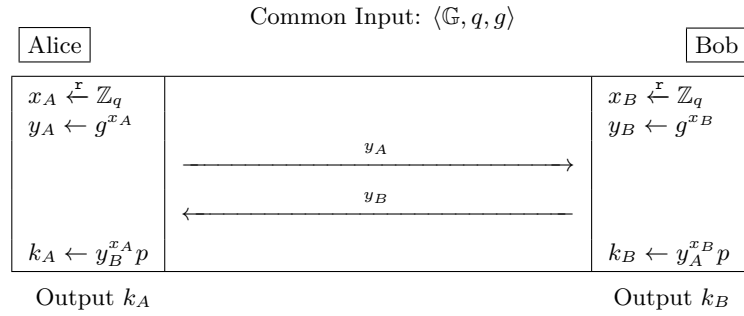 Common Input: ⟨𝔾, q, g⟩
Alice Bob
x_A ←r ℤ_q x_B ←r ℤ_q
y_A ← g^{x_A} y_B ← g^{x_B}
y_A
y_B
k_A ← y_B^{x_A} p k_B ← y_A^{x_B} p
Output k_A Output k_B